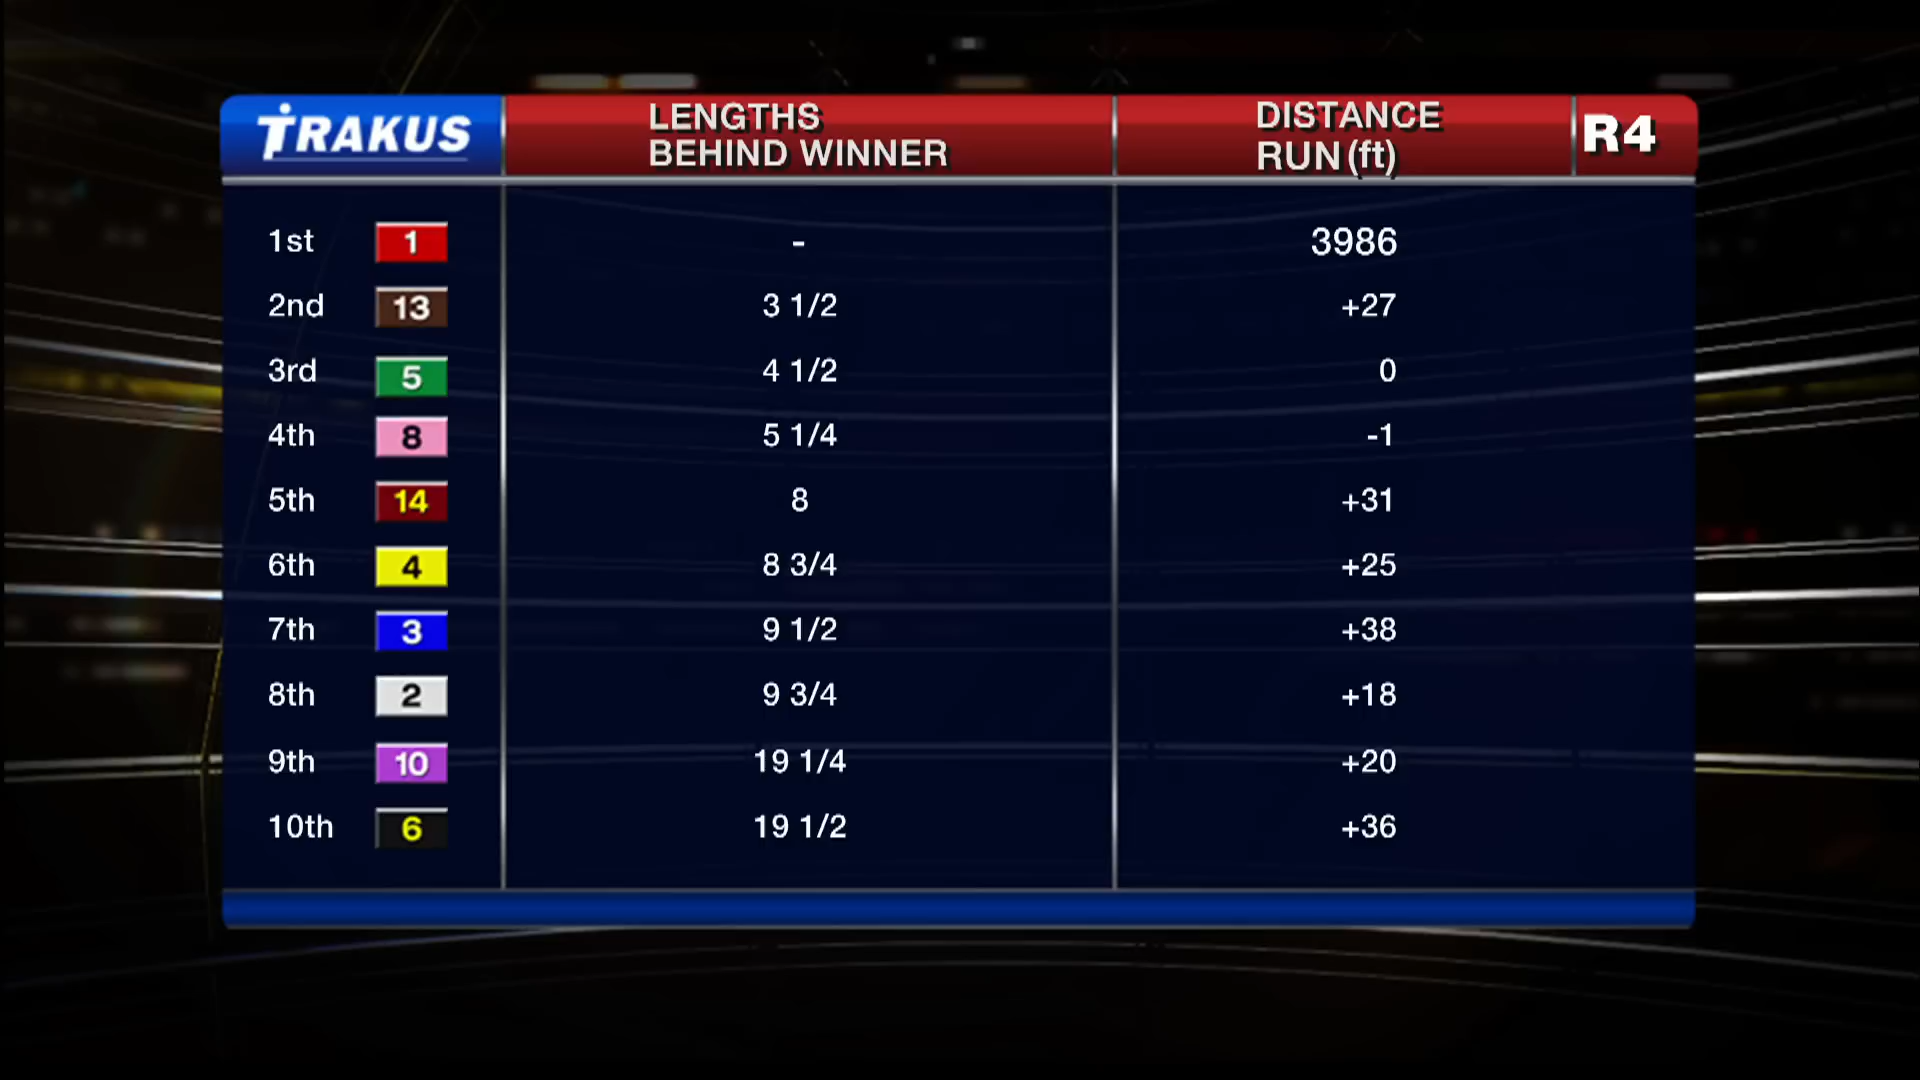 TRAKUS
LENGTHS
BEHIND WINNER
DISTANCE
RUN (ft)
R4
1st 1 - 3986
2nd 13 3 1/2 +27
3rd 5 4 1/2 0
4th 8 5 1/4 -1
5th 14 8 +31
6th 4 8 3/4 +25
7th 3 9 1/2 +38
8th 2 9 3/4 +18
9th 10 19 1/4 +20
10th 6 19 1/2 +36